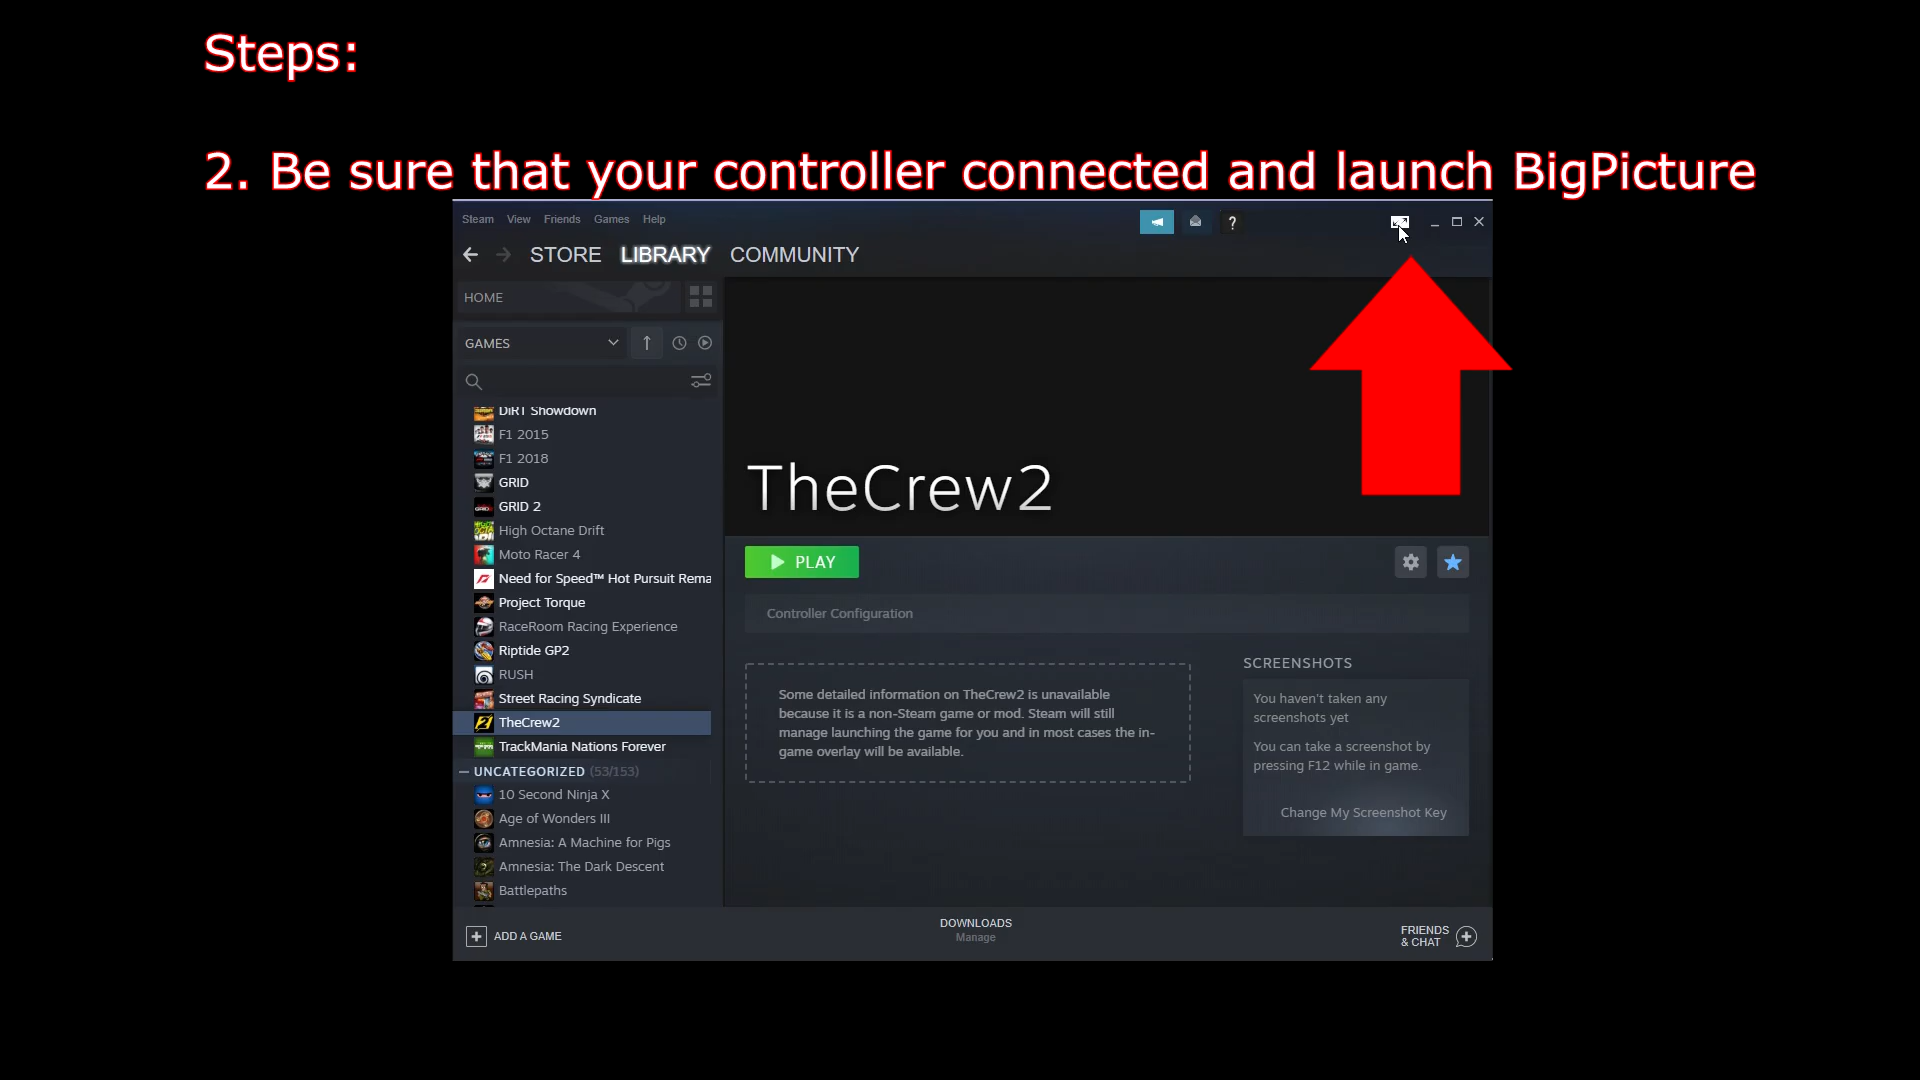 Steps:
2. Be sure that your controller connected and launch BigPicture
Steam View Friends Games Help
?
STORE LIBRARY COMMUNITY
HOME
GAMES
DiRT Showdown
F1 2015
F1 2018
GRID
GRID 2
High Octane Drift
Moto Racer 4
Need for Speed™ Hot Pursuit Rema
Project Torque
RaceRoom Racing Experience
Riptide GP2
RUSH
Street Racing Syndicate
TheCrew2
TrackMania Nations Forever
UNCATEGORIZED (53/153)
10 Second Ninja X
Age of Wonders III
Amnesia: A Machine for Pigs
Amnesia: The Dark Descent
Battlepaths
TheCrew2
PLAY
Controller Configuration
Some detailed information on TheCrew2 is unavailable
because it is a non-Steam game or mod. Steam will still
manage launching the game for you and in most cases the in-
game overlay will be available.
SCREENSHOTS
You haven't taken any
screenshots yet
You can take a screenshot by
pressing F12 while in game.
Change My Screenshot Key
ADD A GAME
DOWNLOADS
Manage
FRIENDS
& CHAT